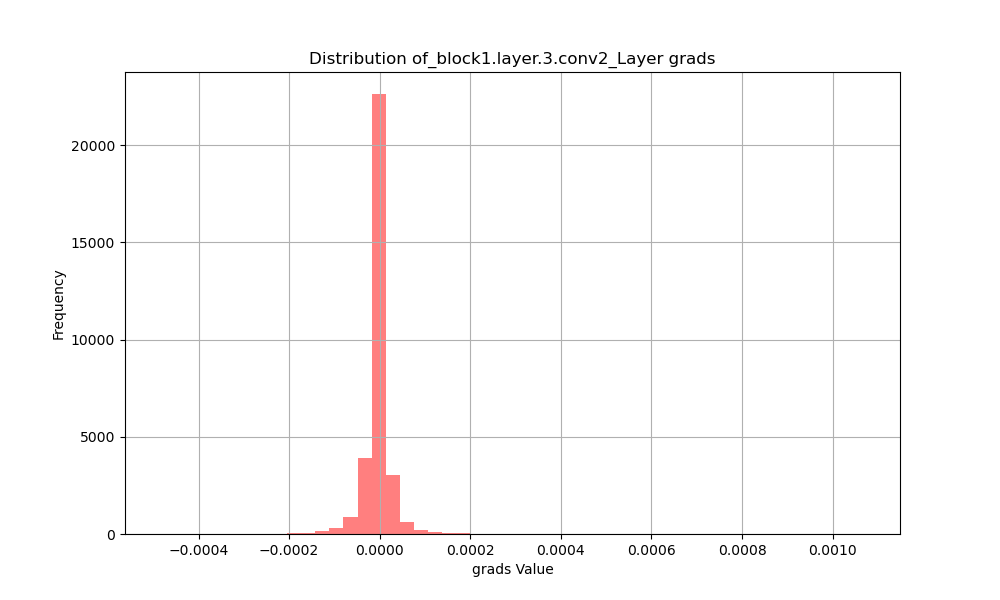 Distribution of_block1.layer.3.conv2_Layer grads
Frequency
20000
15000
10000
5000
0
−0.0004 −0.0002 0.0000 0.0002 0.0004 0.0006 0.0008 0.0010
grads Value